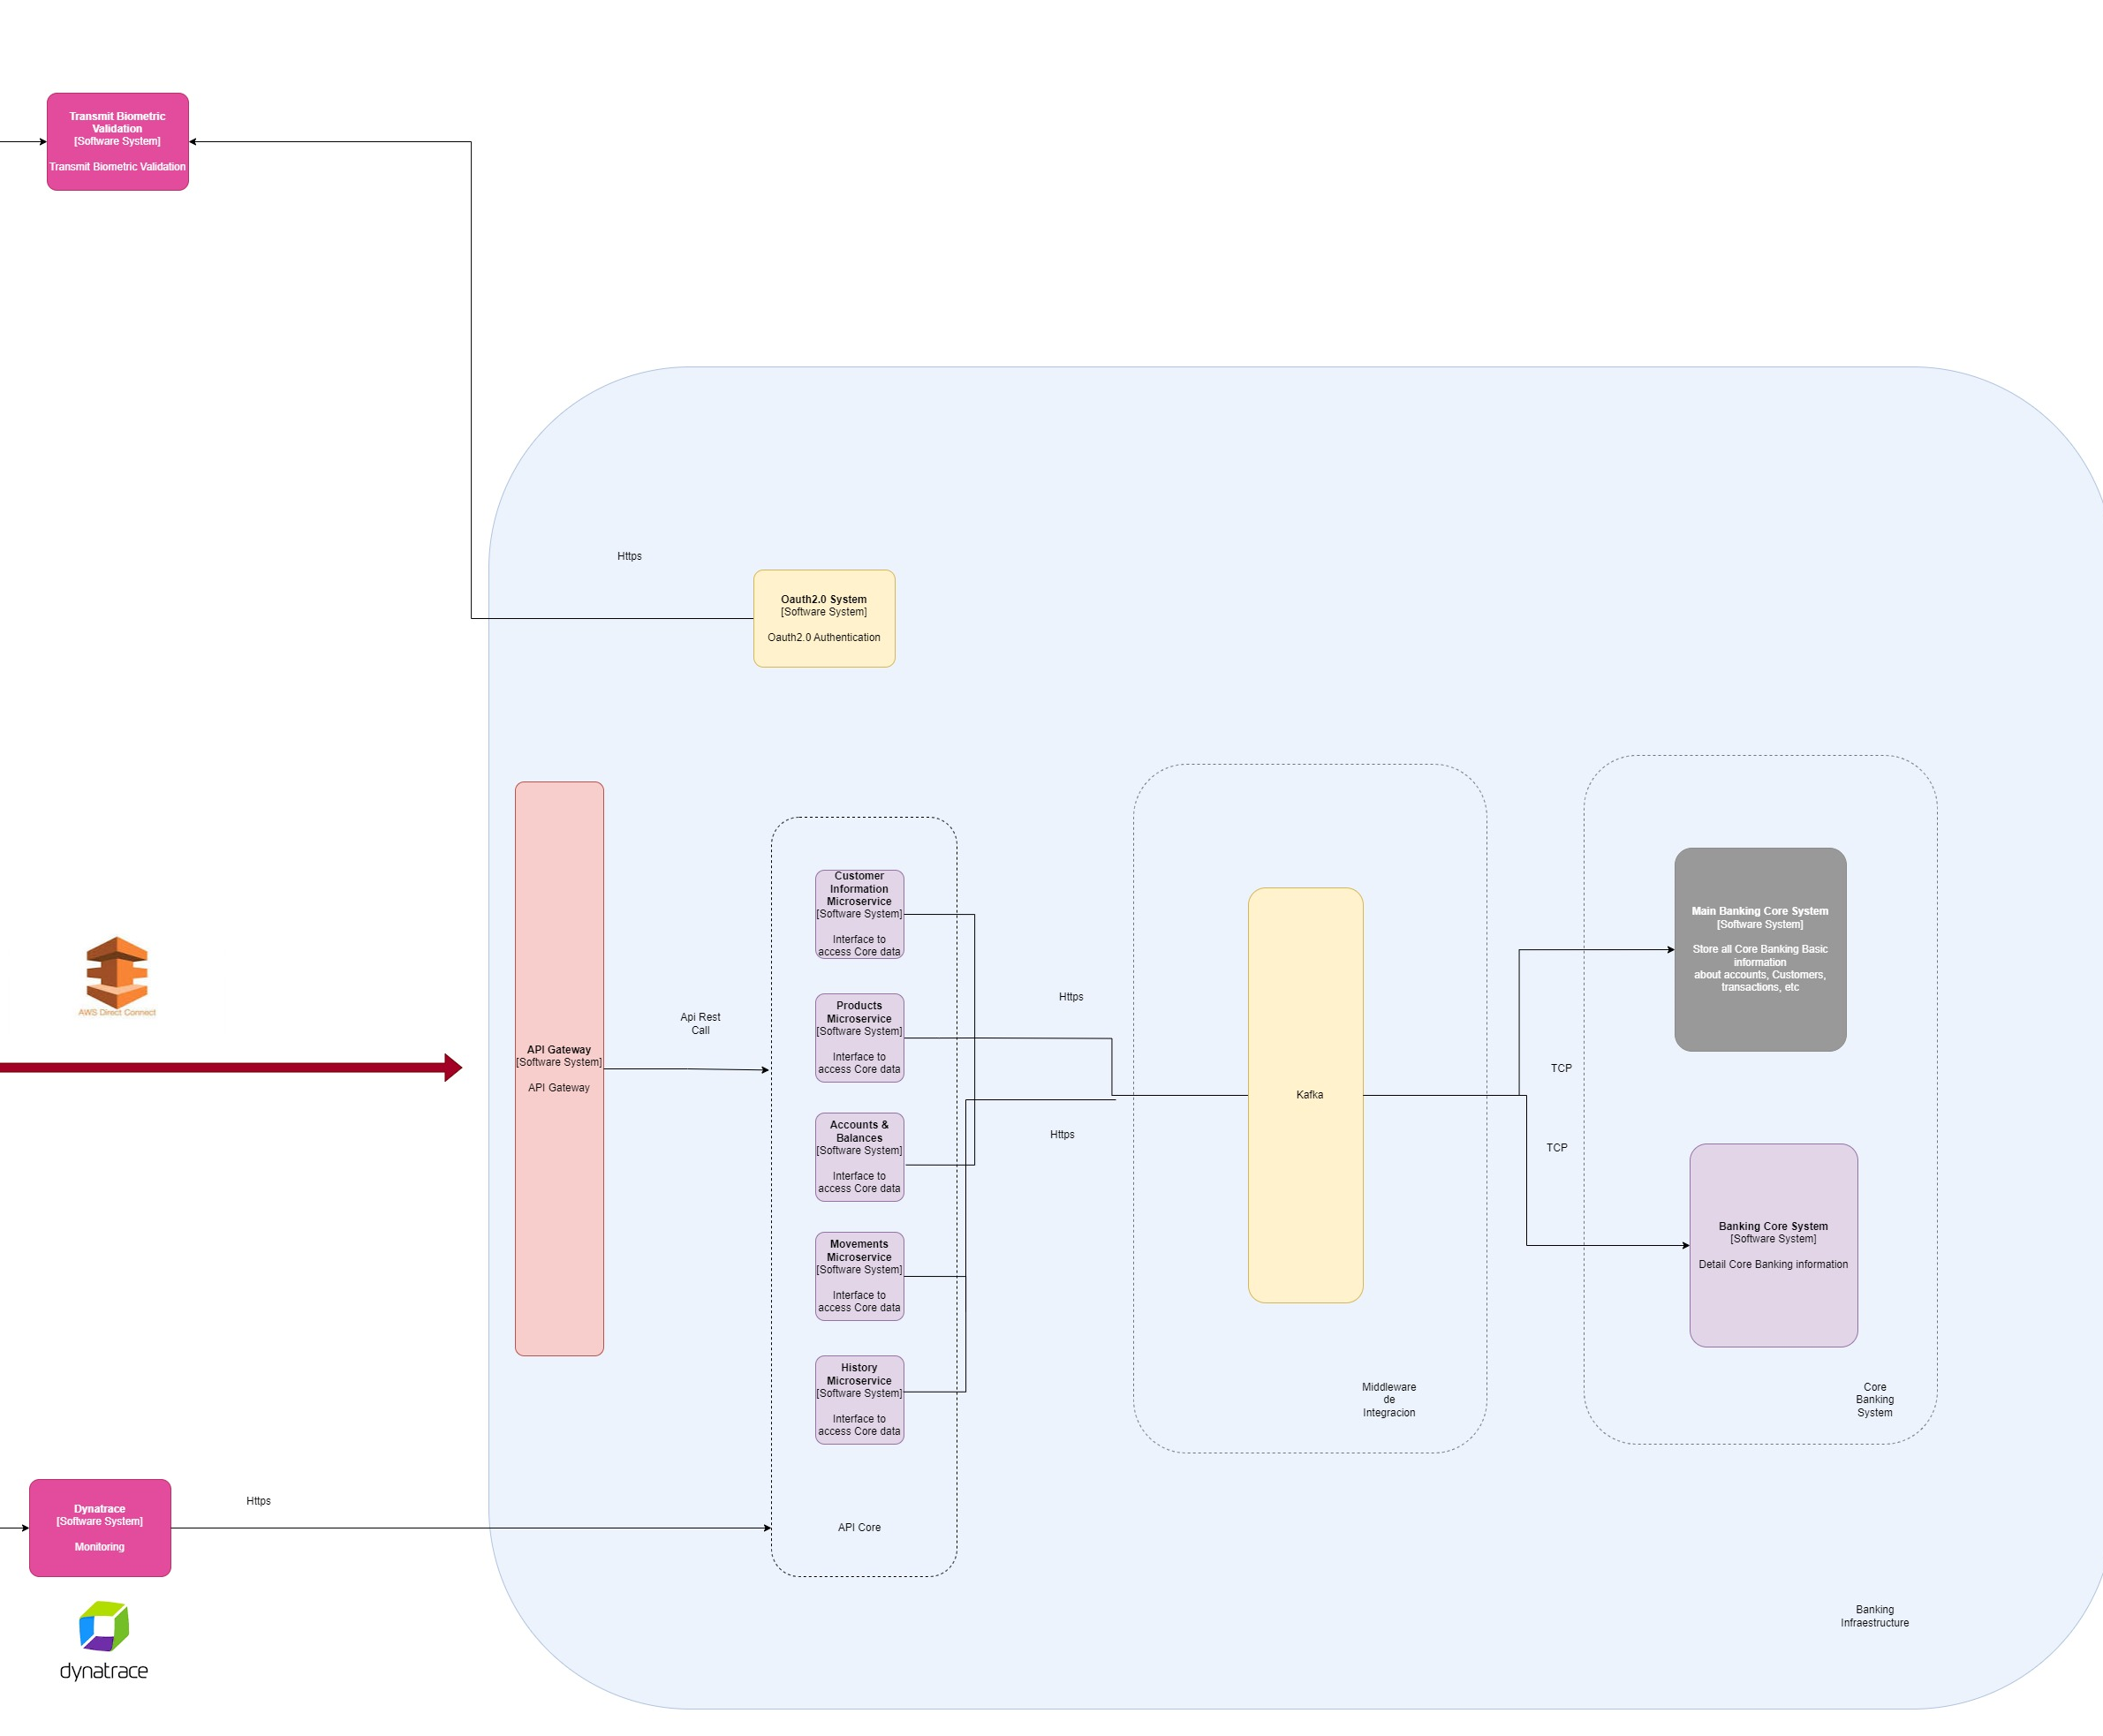 Transmit Biometric
Validation
[Software System]
Transmit Biometric Validation
Https
Oauth2.0 System
[Software System]
Oauth2.0 Authentication
AWS Direct Connect
API Gateway
[Software System]
API Gateway
Api Rest
Call
Customer
Information
Microservice
[Software System]
Interface to
access Core data
Products
Microservice
[Software System]
Interface to
access Core data
Accounts &
Balances
[Software System]
Interface to
access Core data
Movements
Microservice
[Software System]
Interface to
access Core data
History
Microservice
[Software System]
Interface to
access Core data
API Core
Https
Https
Kafka
Middleware
de
Integracion
TCP
TCP
Main Banking Core System
[Software System]
Store all Core Banking Basic
information
about accounts, Customers,
transactions, etc
Banking Core System
[Software System]
Detail Core Banking information
Core
Banking
System
Dynatrace
[Software System]
Monitoring
Https
dynatrace
Banking
Infraestructure